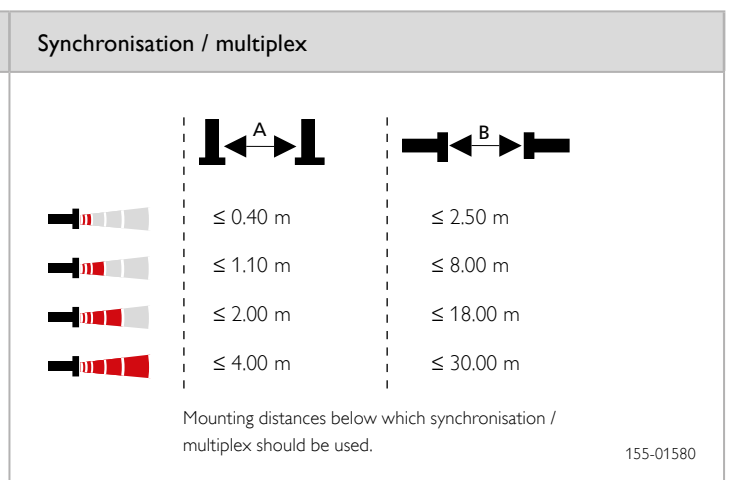 Synchronisation / multiplex
A
B
≤ 0.40 m ≤ 2.50 m
≤ 1.10 m ≤ 8.00 m
≤ 2.00 m ≤ 18.00 m
≤ 4.00 m ≤ 30.00 m
Mounting distances below which synchronisation /
multiplex should be used.
155-01580